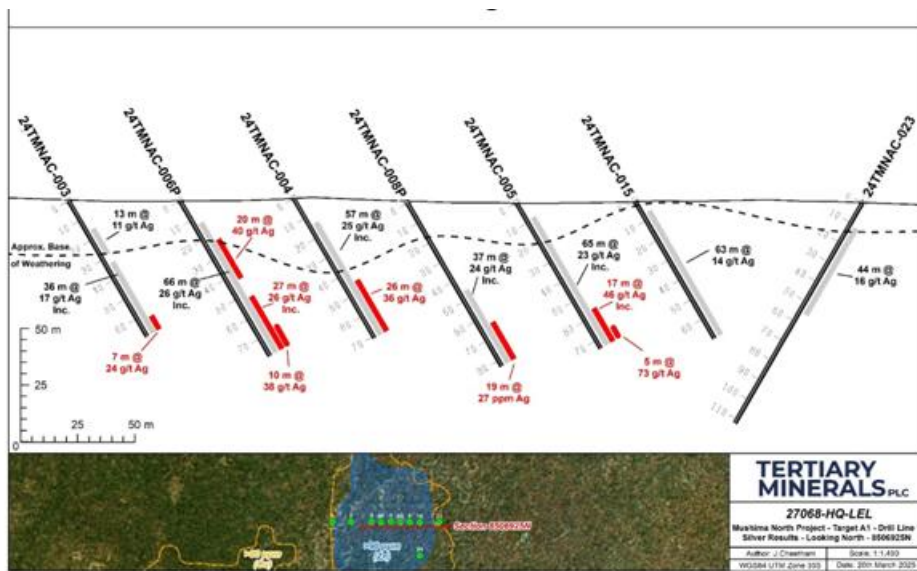 24TMNAC-003
24TMNAC-006P
24TMNAC-004
24TMNAC-008P
24TMNAC-005
24TMNAC-015
24TMNAC-023
13 m @
11 g/t Ag
20 m @
40 g/t Ag
57 m @
25 g/t Ag
Inc.
Approx. Base
of Weathering
36 m @
17 g/t Ag
Inc.
66 m @
26 g/t Ag
Inc.
27 m @
26 g/t Ag
Inc.
26 m @
36 g/t Ag
37 m @
24 g/t Ag
Inc.
65 m @
23 g/t Ag
Inc.
17 m @
46 g/t Ag
Inc.
63 m @
14 g/t Ag
44 m @
16 g/t Ag
7 m @
24 g/t Ag
10 m @
38 g/t Ag
19 m @
27 ppm Ag
5 m @
73 g/t Ag
50 m
25
0
25
50 m
Section 8506925N
TERTIARY
MINERALS PLC
27068-HQ-LEL
Mushima North Project - Target A1 - Drill Line
Silver Results - Looking North - 8506925N
Author: J.Cheetham
Scale: 1:1,400
WGS84 UTM Zone 35S
Date: 26th March 2025